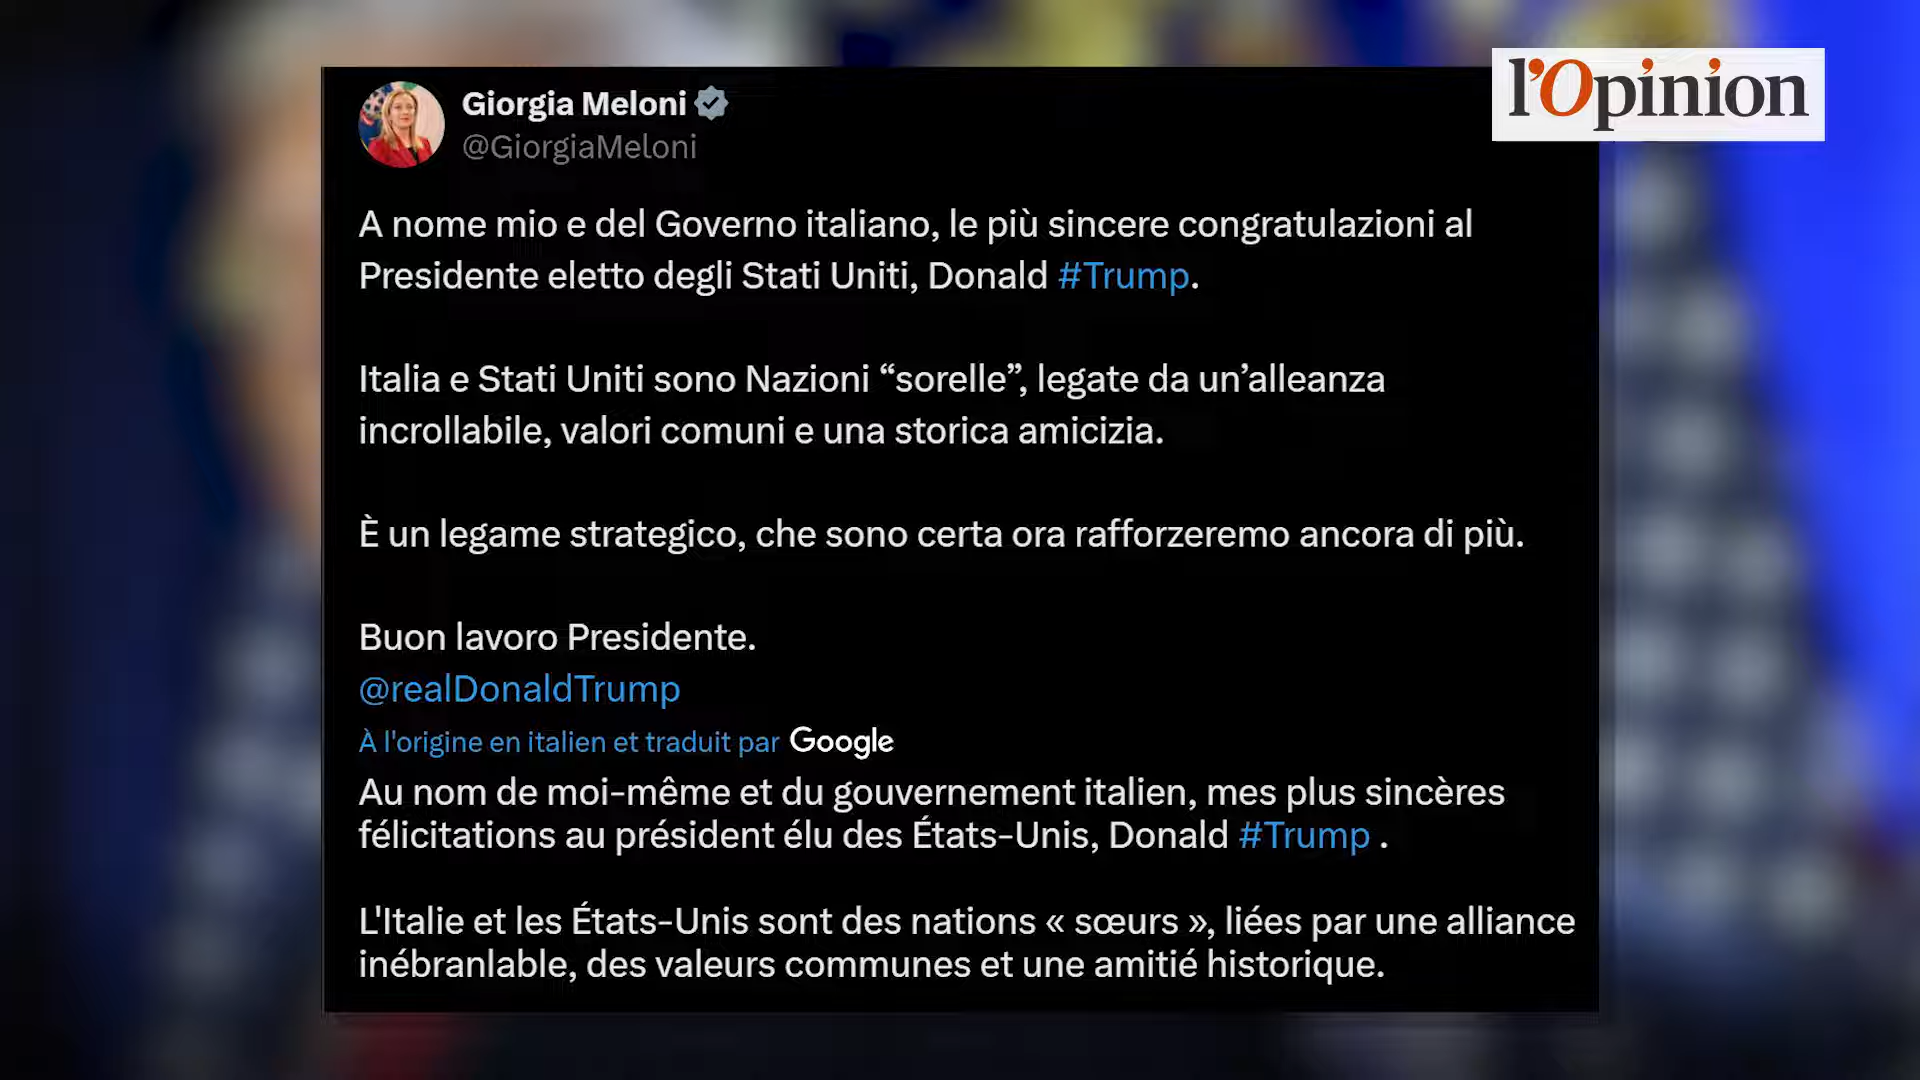 l'Opinion
Giorgia Meloni
@GiorgiaMeloni
A nome mio e del Governo italiano, le più sincere congratulazioni al
Presidente eletto degli Stati Uniti, Donald #Trump.
Italia e Stati Uniti sono Nazioni “sorelle”, legate da un’alleanza
incrollabile, valori comuni e una storica amicizia.
È un legame strategico, che sono certa ora rafforzeremo ancora di più.
Buon lavoro Presidente.
@realDonaldTrump
À l'origine en italien et traduit par Google
Au nom de moi-même et du gouvernement italien, mes plus sincères
félicitations au président élu des États-Unis, Donald #Trump .
L'Italie et les États-Unis sont des nations « sœurs », liées par une alliance
inébranlable, des valeurs communes et une amitié historique.